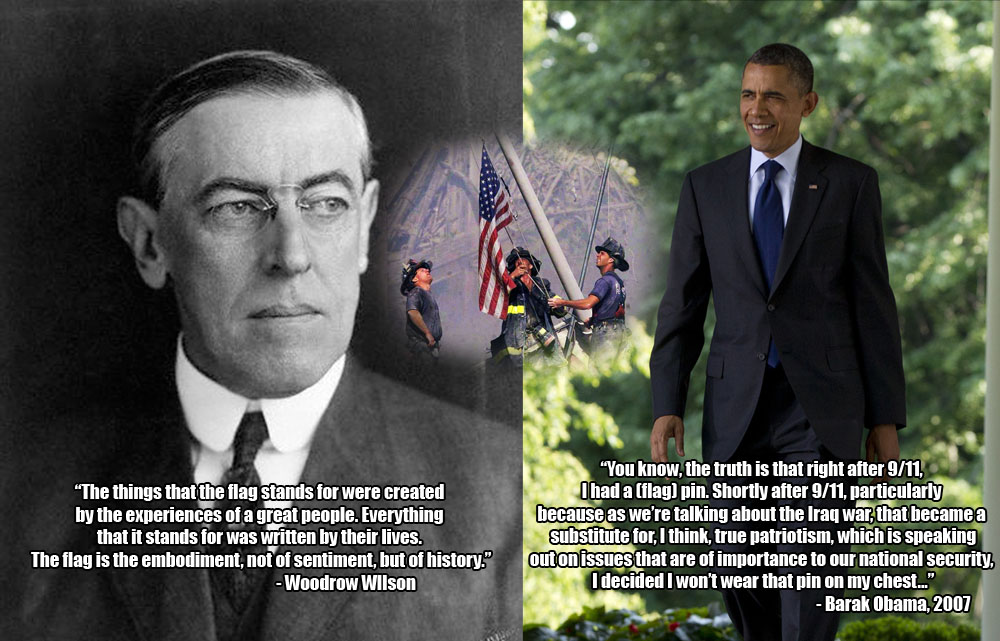 “The things that the flag stands for were created
by the experiences of a great people. Everything
that it stands for was written by their lives.
The flag is the embodiment, not of sentiment, but of history.”
- Woodrow WIlson
“You know, the truth is that right after 9/11,
I had a (flag) pin. Shortly after 9/11, particularly
because as we’re talking about the Iraq war, that became a
substitute for, I think, true patriotism, which is speaking
out on issues that are of importance to our national security,
I decided I won’t wear that pin on my chest...”
- Barak Obama, 2007